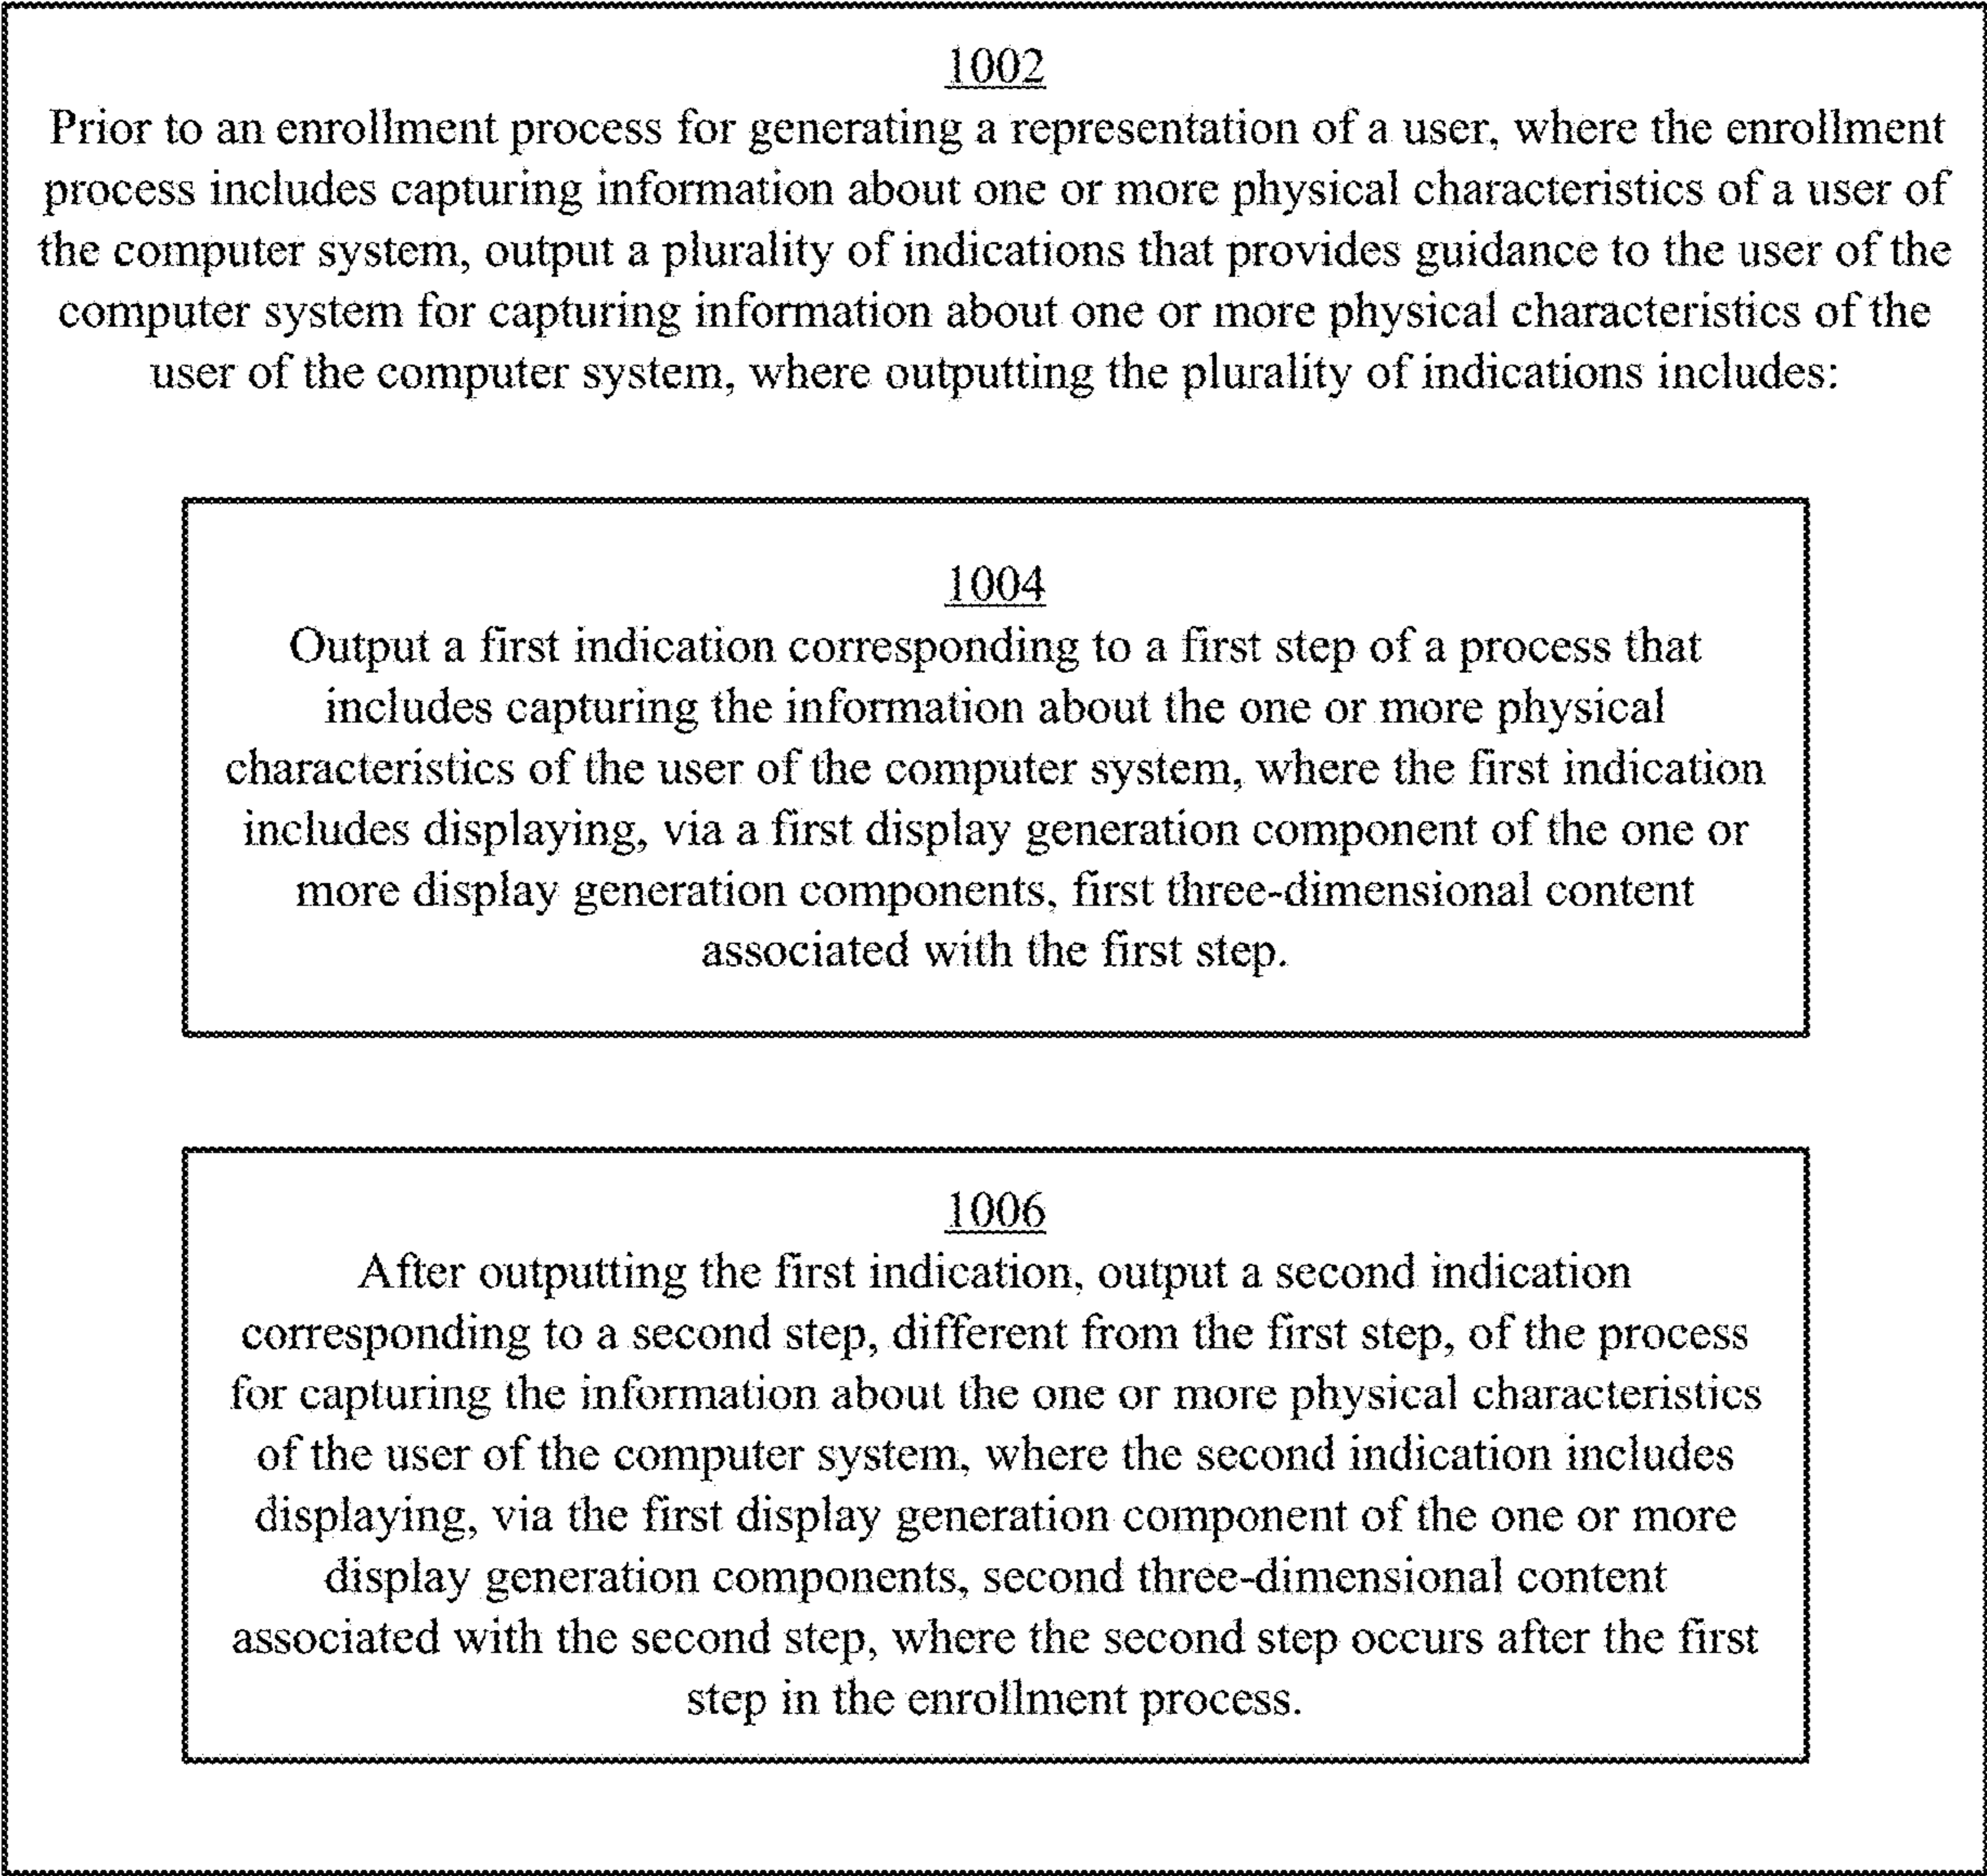 1002
Prior to an enrollment process for generating a representation of a user, where the enrollment
process includes capturing information about one or more physical characteristics of a user of
the computer system, output a plurality of indications that provides guidance to the user of the
computer system for capturing information about one or more physical characteristics of the
user of the computer system, where outputting the plurality of indications includes:
1004
Output a first indication corresponding to a first step of a process that
includes capturing the information about the one or more physical
characteristics of the user of the computer system, where the first indication
includes displaying, via a first display generation component of the one or
more display generation components, first three-dimensional content
associated with the first step.
1006
After outputting the first indication, output a second indication
corresponding to a second step, different from the first step, of the process
for capturing the information about the one or more physical characteristics
of the user of the computer system, where the second indication includes
displaying, via the first display generation component of the one or more
display generation components, second three-dimensional content
associated with the second step, where the second step occurs after the first
step in the enrollment process.